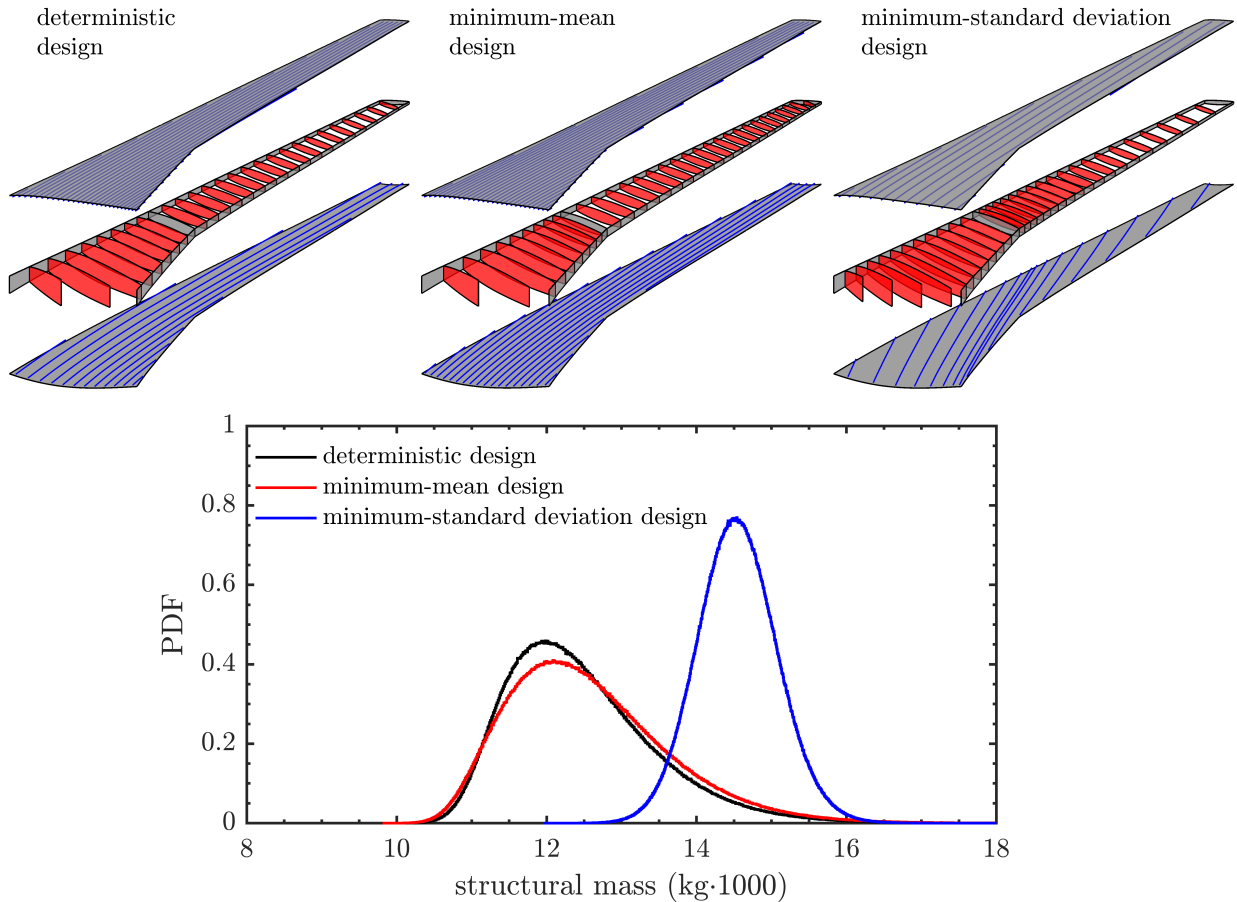 deterministic
design
minimum-mean
design
minimum-standard deviation
design
1
0.8
0.6
0.4
0.2
0
PDF
deterministic design
minimum-mean design
minimum-standard deviation design
8
10
12
14
16
18
structural mass (kg·1000)